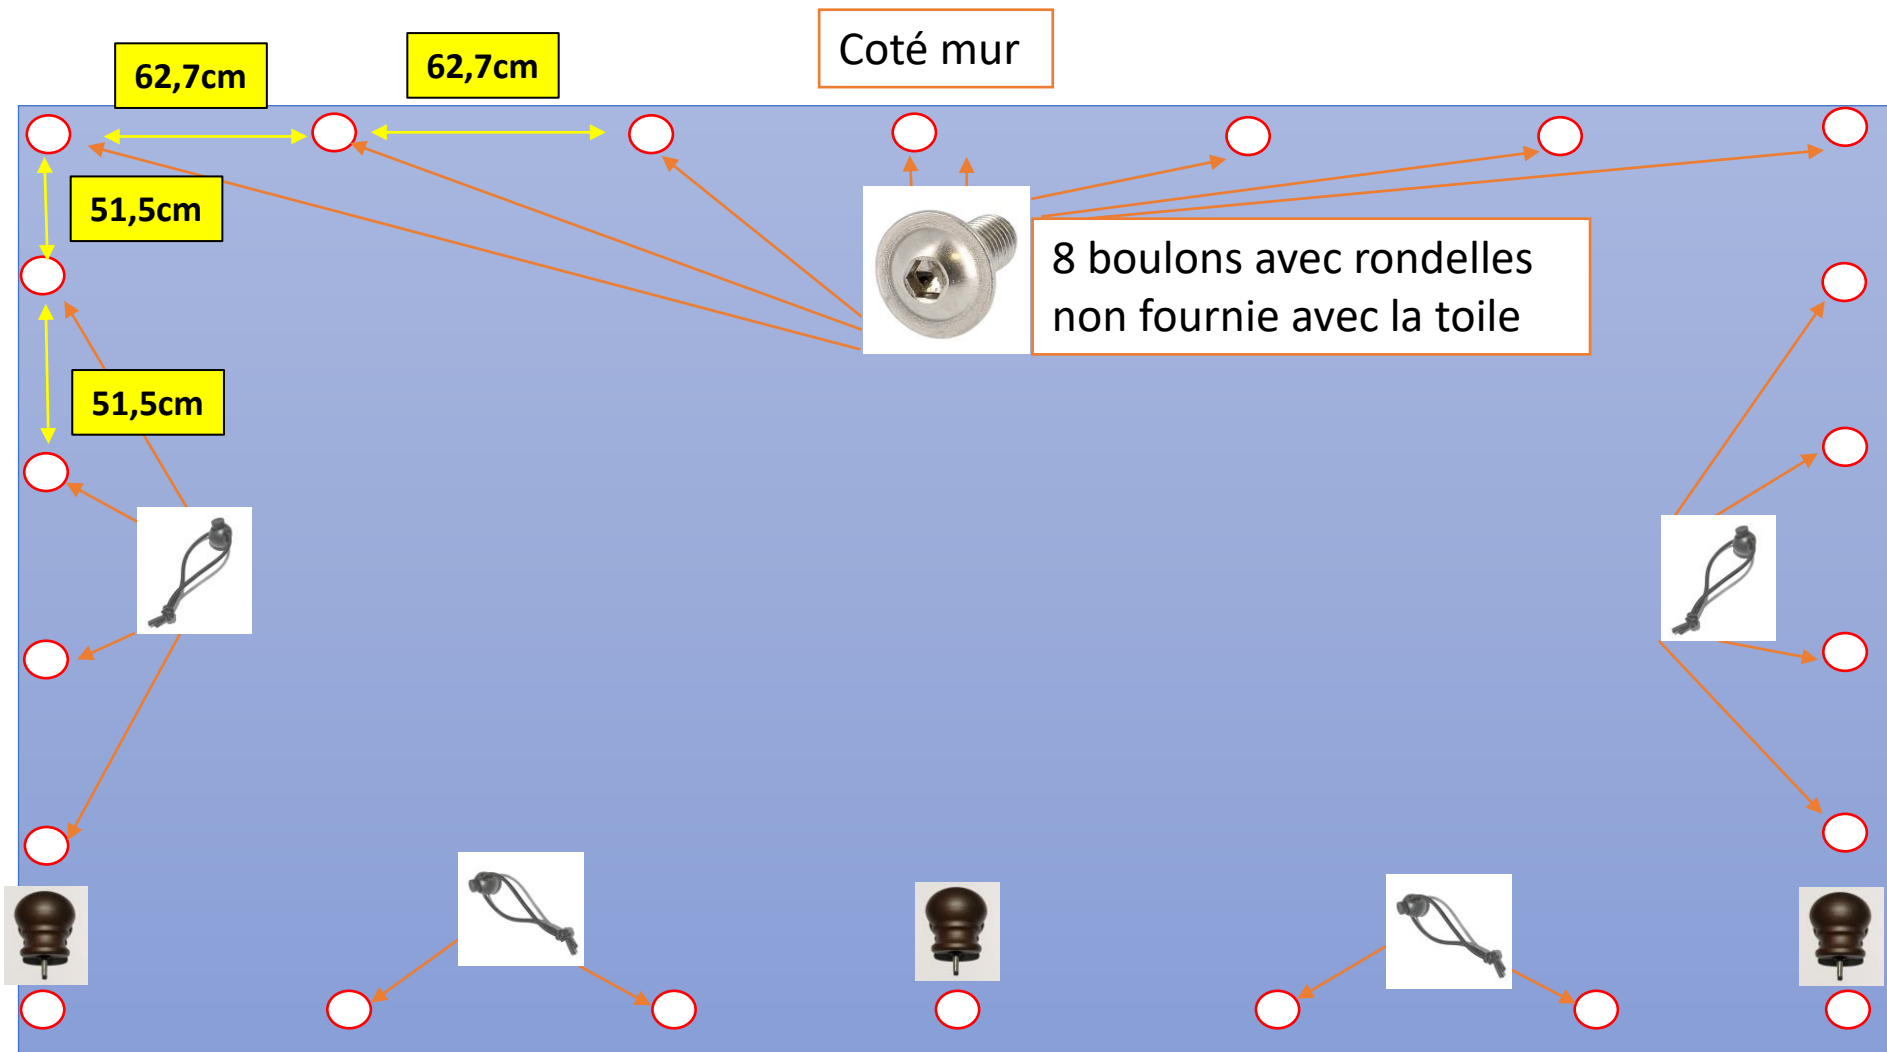 Coté mur
62,7cm
62,7cm
51,5cm
8 boulons avec rondelles
non fournie avec la toile
51,5cm